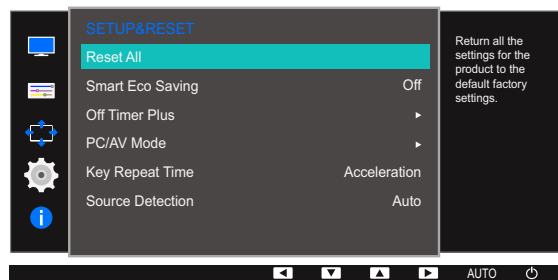 SETUP&RESET
Reset All
Smart Eco Saving Off
Off Timer Plus
PC/AV Mode
Key Repeat Time Acceleration
Source Detection Auto
Return all the
settings for the
product to the
default factory
settings.
AUTO